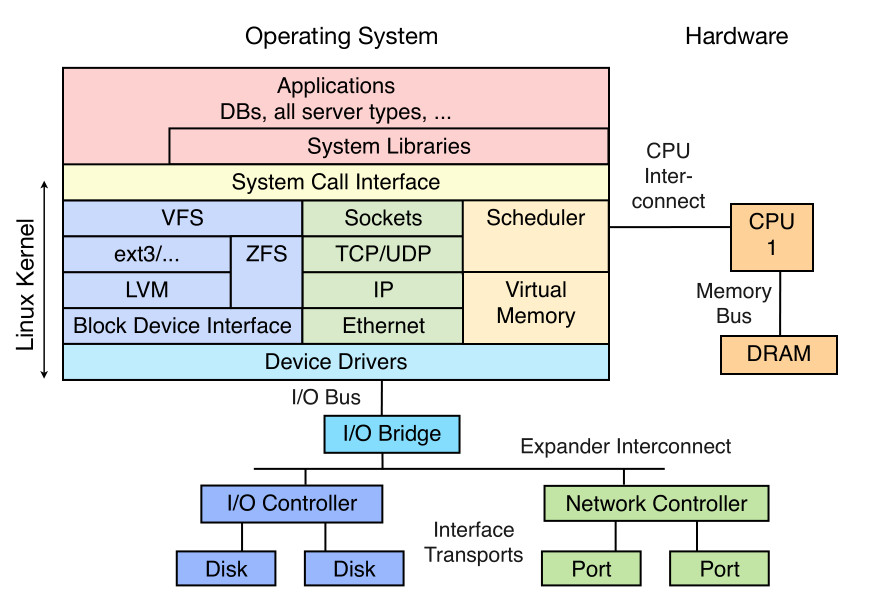 Operating System
Hardware
Applications
DBs, all server types, ...
System Libraries
System Call Interface
Linux Kernel
VFS
Sockets
Scheduler
ext3/...
ZFS
TCP/UDP
LVM
IP
Virtual
Memory
Block Device Interface
Ethernet
Device Drivers
CPU
Inter-
connect
CPU
1
Memory
Bus
DRAM
I/O Bus
I/O Bridge
Expander Interconnect
I/O Controller
Network Controller
Interface
Transports
Disk
Disk
Port
Port